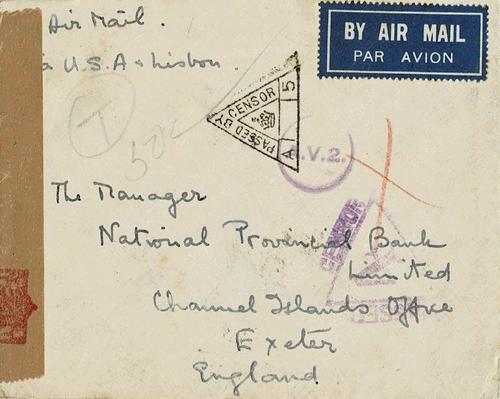 Air Mail.
BY AIR MAIL
PAR AVION
U.S.A & Lisbon.
PASSED BY CENSOR 5
T
.V.2.
The Manager
National Provincial Bank
Limited
Channel Islands Office
Exeter
England